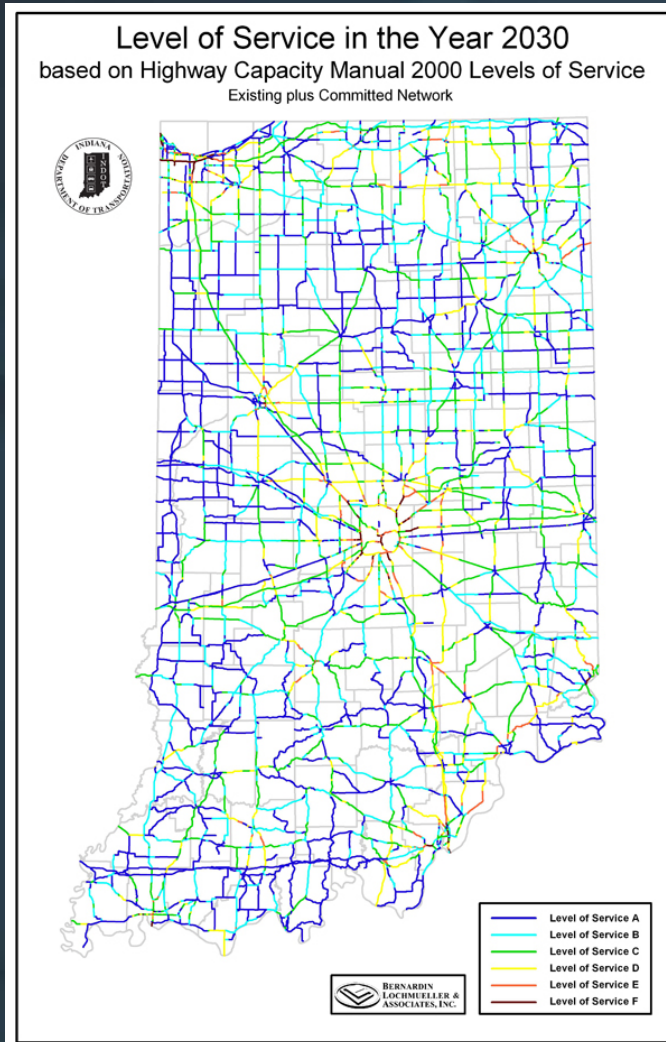 Level of Service in the Year 2030
based on Highway Capacity Manual 2000 Levels of Service
Existing plus Committed Network
INDIANA
DEPARTMENT OF TRANSPORTATION
INDOT
Level of Service A
Level of Service B
Level of Service C
Level of Service D
Level of Service E
Level of Service F
BERNARDIN
LOCHMUELLER &
ASSOCIATES, INC.